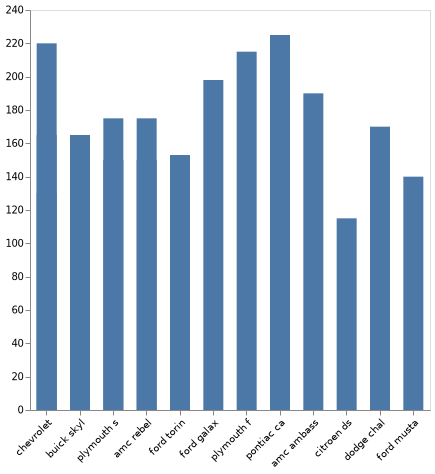 240
220
200
180
160
140
120
100
80
60
40
20
0
chevrolet
buick skyl
plymouth s
amc rebel
ford torin
ford galax
plymouth f
pontiac ca
amc ambass
citroen ds
dodge chal
ford musta